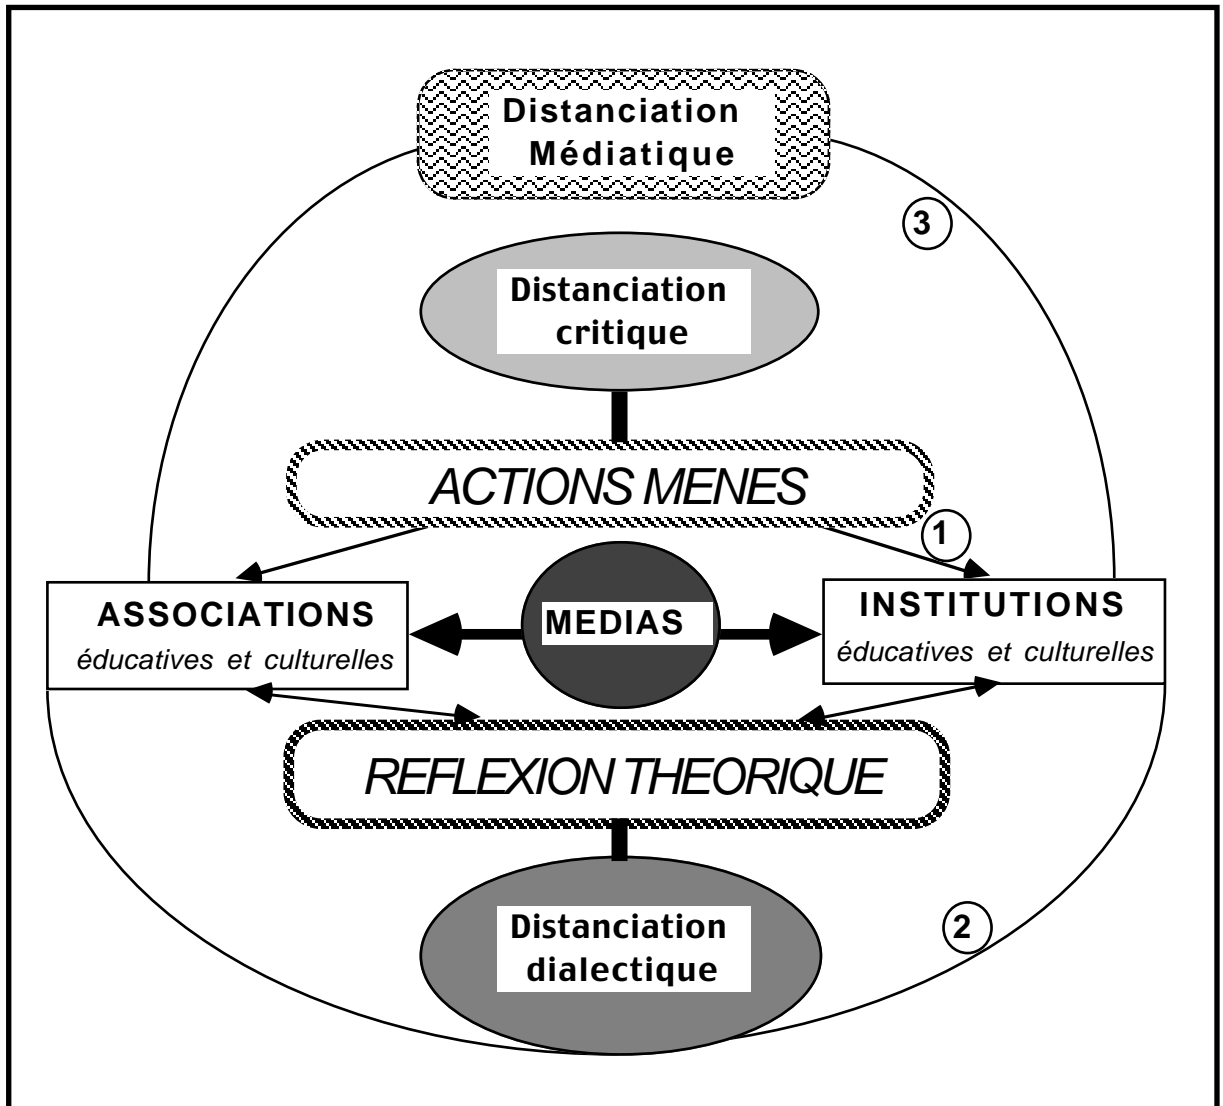 Distanciation
Médiatique
3
Distanciation
critique
ACTIONS MENES
1
ASSOCIATIONS
éducatives et culturelles
MEDIAS
INSTITUTIONS
éducatives et culturelles
REFLEXION THEORIQUE
Distanciation
dialectique
2